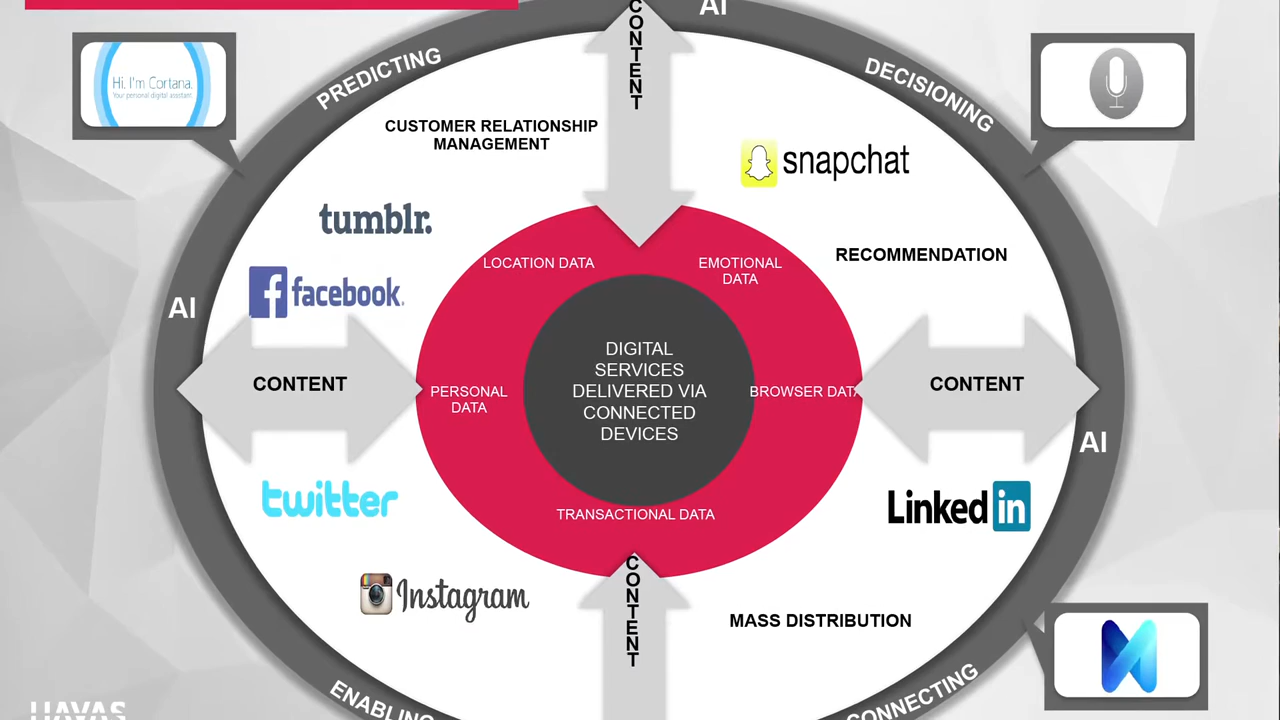 CONTENT
AI
PREDICTING
DECISIONING
Hi. I'm Cortana.
Your personal digital assistant.
CUSTOMER RELATIONSHIP
MANAGEMENT
snapchat
tumblr.
LOCATION DATA
EMOTIONAL
DATA
RECOMMENDATION
facebook.
AI
DIGITAL
SERVICES
DELIVERED VIA
CONNECTED
DEVICES
CONTENT
PERSONAL
DATA
BROWSER DATA
CONTENT
AI
twitter
TRANSACTIONAL DATA
Linked in
CONTENT
Instagram
MASS DISTRIBUTION
ENABLING
CONNECTING
HAVAS